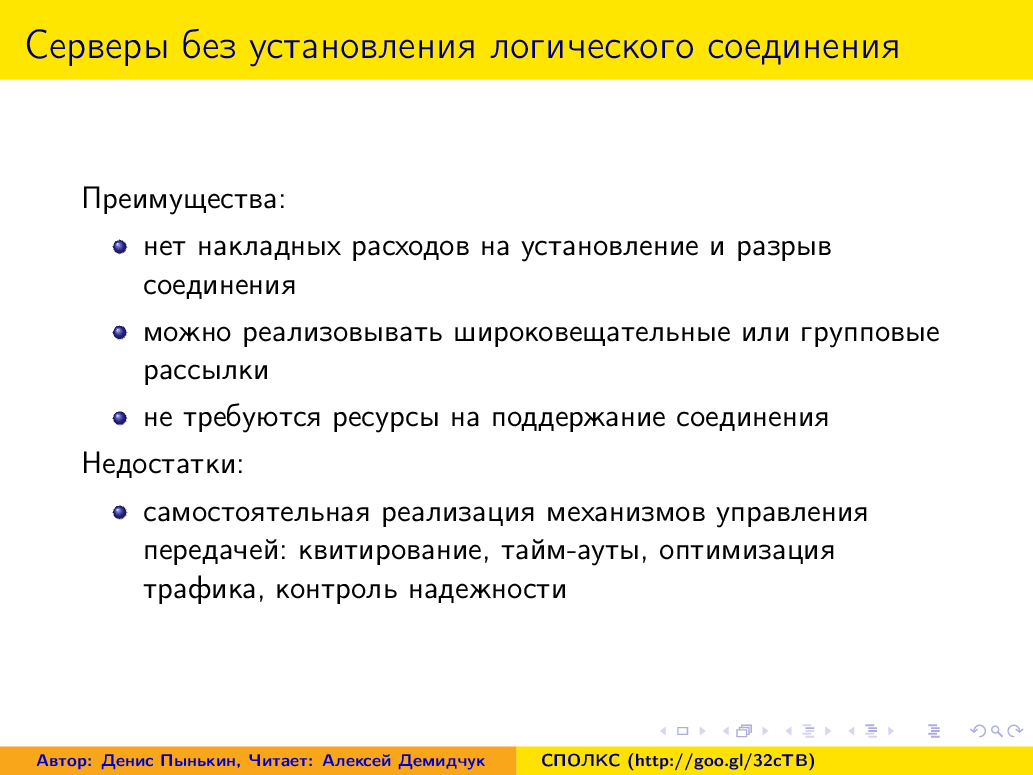 Серверы без установления логического соединения
Преимущества:
нет накладных расходов на установление и разрыв
соединения
можно реализовывать широковещательные или групповые
рассылки
не требуются ресурсы на поддержание соединения
Недостатки:
самостоятельная реализация механизмов управления
передачей: квитирование, тайм-ауты, оптимизация
трафика, контроль надежности
Автор: Денис Пынькин, Читает: Алексей Демидчук
СПОЛКС (http://goo.gl/32cTB)